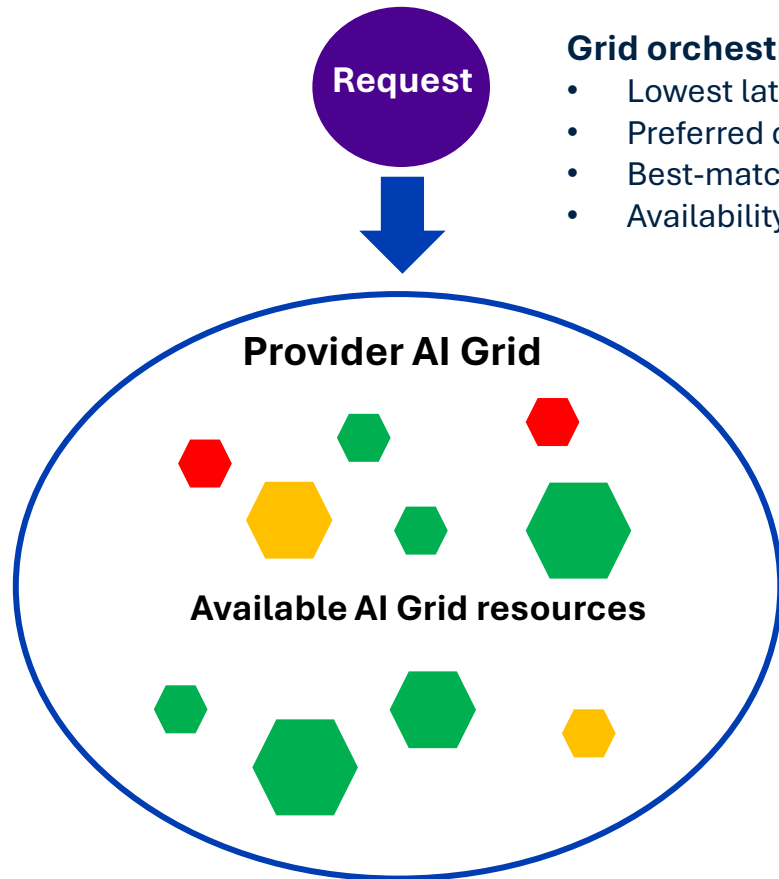 Request
Grid orchest
• Lowest lat
• Preferred
• Best-matc
• Availability
Provider AI Grid
Available AI Grid resources